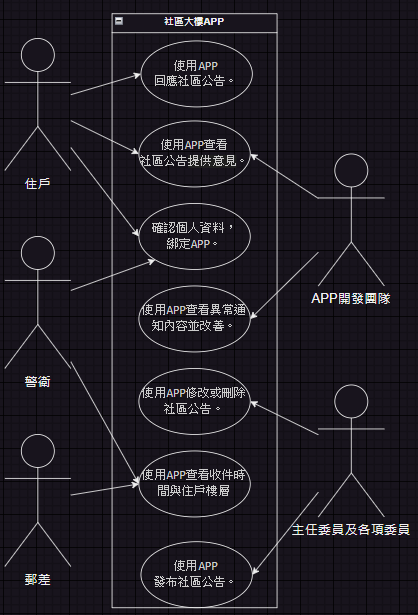 社區大樓APP
使用APP
回應社區公告。
使用APP查看
社區公告提供意見。
住戶
確認個人資料，
綁定APP。
APP開發團隊
使用APP查看異常通
知內容並改善。
警衛
使用APP修改或刪除
社區公告。
使用APP查看收件時
間與住戶樓層
主任委員及各項委員
使用APP
發布社區公告。
郵差